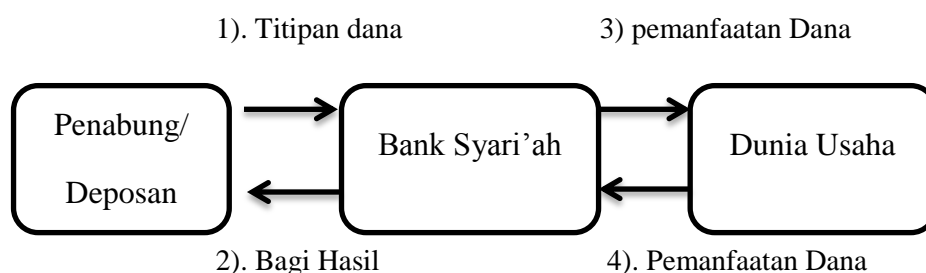 1). Titipan dana
3) pemanfaatan Dana
Penabung/
Deposan
Bank Syari’ah
Dunia Usaha
2). Bagi Hasil
4). Pemanfaatan Dana